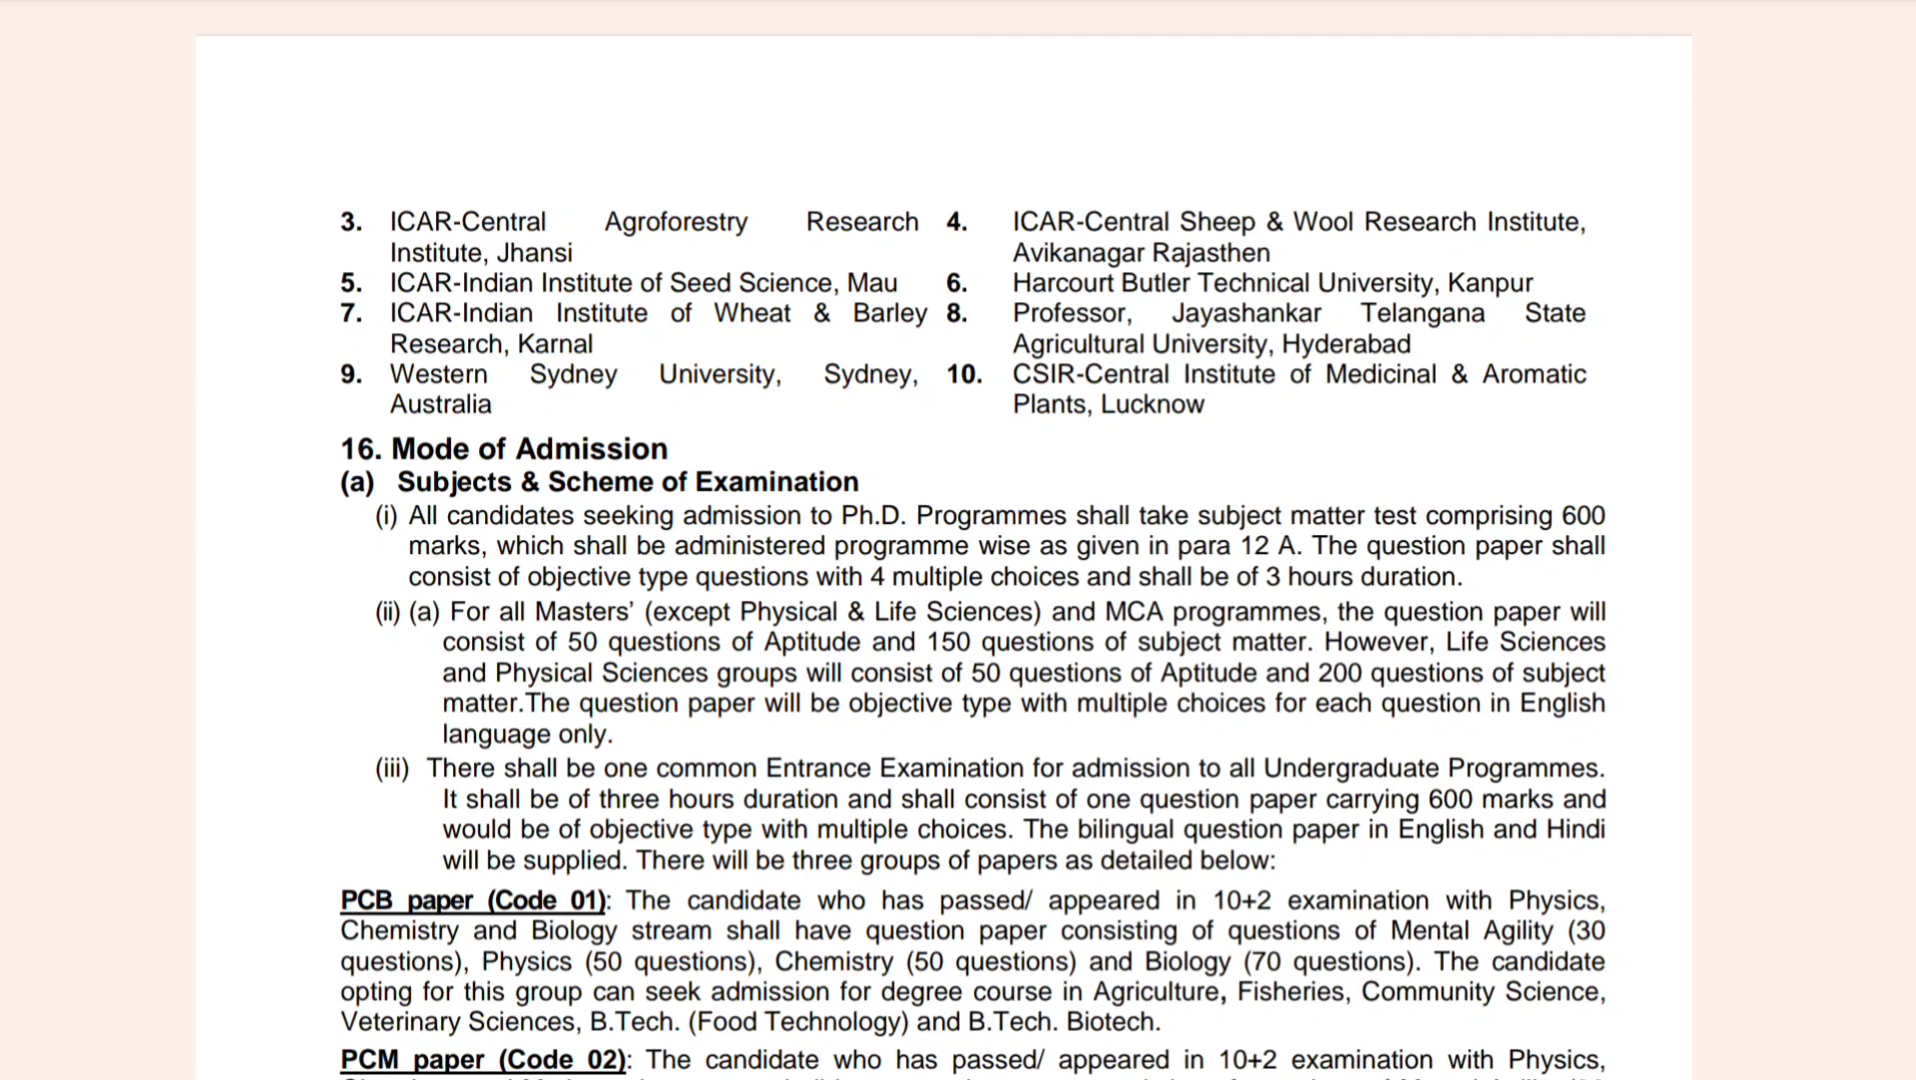 3. ICAR-Central Agroforestry Research 4. ICAR-Central Sheep & Wool Research Institute,
Institute, Jhansi Avikanagar Rajasthen
5. ICAR-Indian Institute of Seed Science, Mau 6. Harcourt Butler Technical University, Kanpur
7. ICAR-Indian Institute of Wheat & Barley 8. Professor, Jayashankar Telangana State
Research, Karnal Agricultural University, Hyderabad
9. Western Sydney University, Sydney, 10. CSIR-Central Institute of Medicinal & Aromatic
Australia Plants, Lucknow
16. Mode of Admission
(a) Subjects & Scheme of Examination
(i) All candidates seeking admission to Ph.D. Programmes shall take subject matter test comprising 600
marks, which shall be administered programme wise as given in para 12 A. The question paper shall
consist of objective type questions with 4 multiple choices and shall be of 3 hours duration.
(ii) (a) For all Masters’ (except Physical & Life Sciences) and MCA programmes, the question paper will
consist of 50 questions of Aptitude and 150 questions of subject matter. However, Life Sciences
and Physical Sciences groups will consist of 50 questions of Aptitude and 200 questions of subject
matter.The question paper will be objective type with multiple choices for each question in English
language only.
(iii) There shall be one common Entrance Examination for admission to all Undergraduate Programmes.
It shall be of three hours duration and shall consist of one question paper carrying 600 marks and
would be of objective type with multiple choices. The bilingual question paper in English and Hindi
will be supplied. There will be three groups of papers as detailed below:
PCB paper (Code 01): The candidate who has passed/ appeared in 10+2 examination with Physics,
Chemistry and Biology stream shall have question paper consisting of questions of Mental Agility (30
questions), Physics (50 questions), Chemistry (50 questions) and Biology (70 questions). The candidate
opting for this group can seek admission for degree course in Agriculture, Fisheries, Community Science,
Veterinary Sciences, B.Tech. (Food Technology) and B.Tech. Biotech.
PCM paper (Code 02): The candidate who has passed/ appeared in 10+2 examination with Physics,